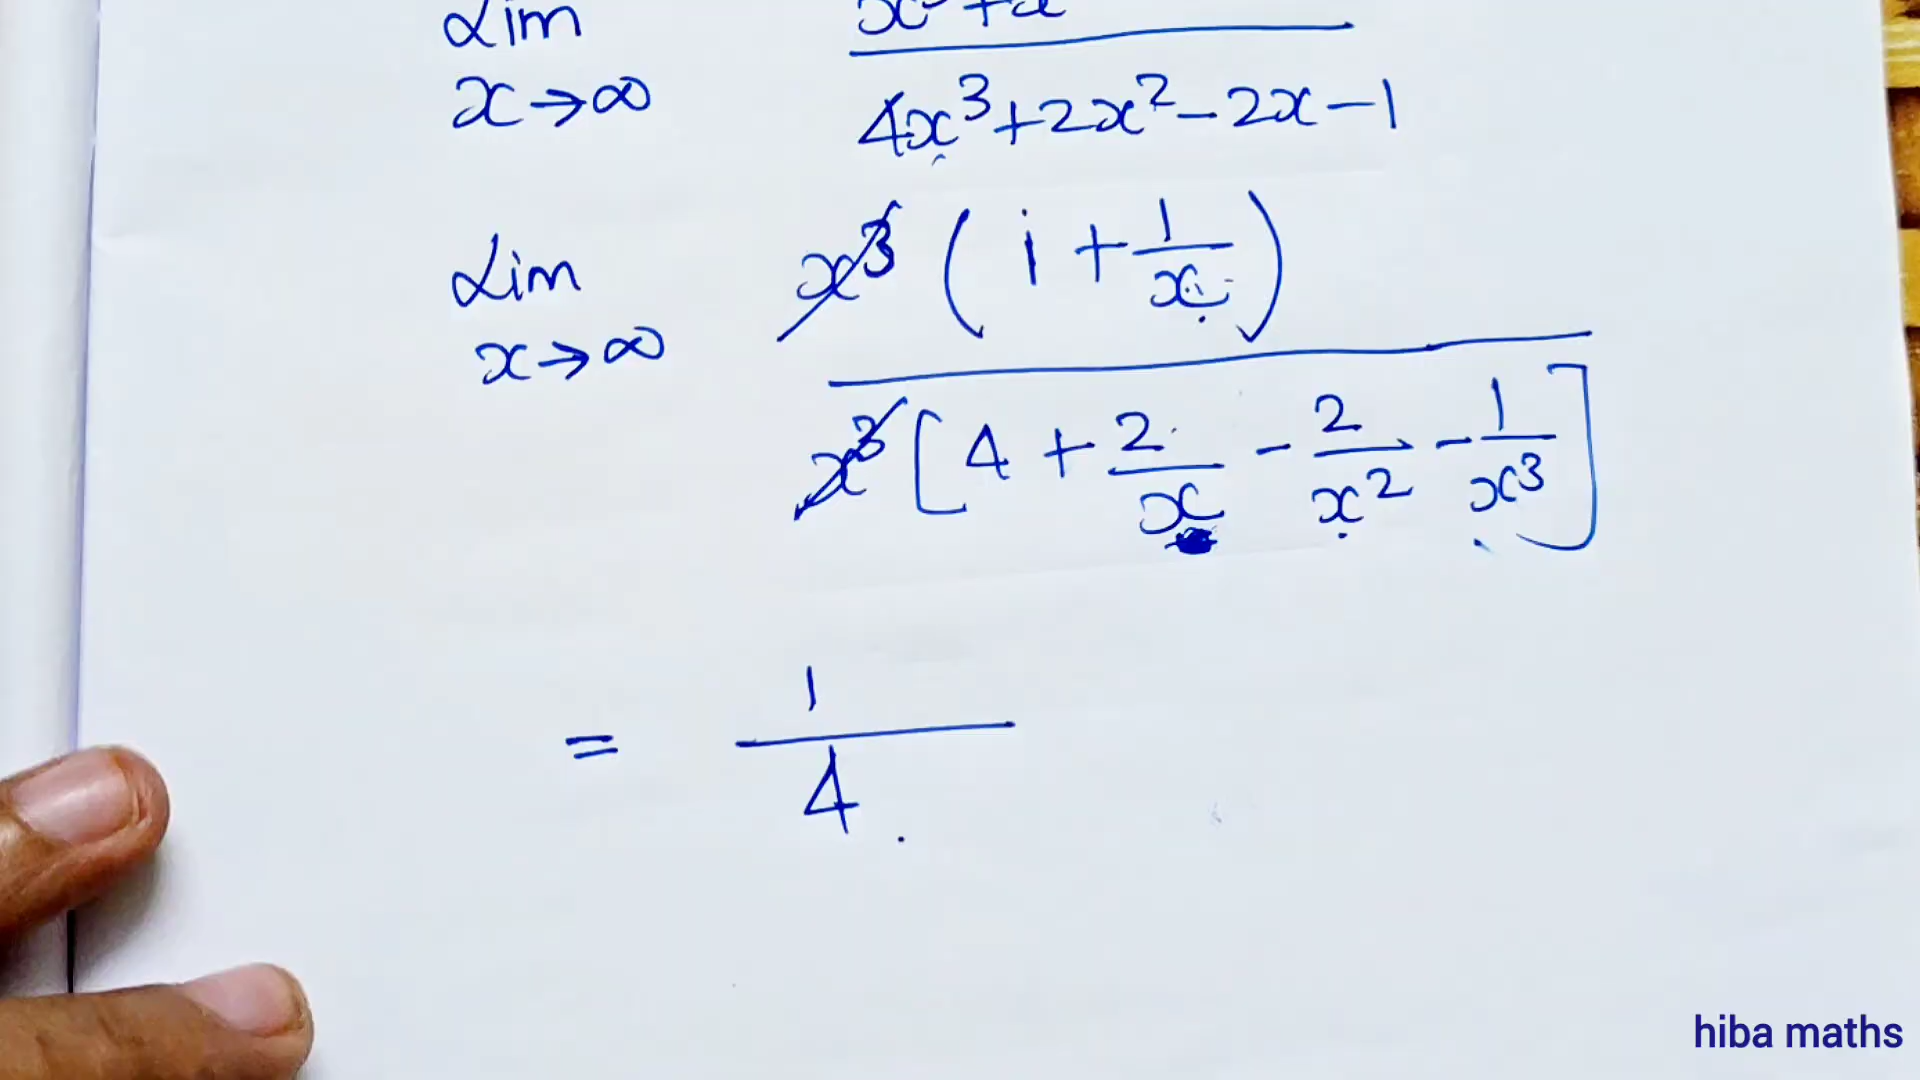 Lim
x→∞ 4x³+2x²-2x-1
Lim x³ (1 + 1/x)
x→∞ x³ [4 + 2/x - 2/x² - 1/x³]
= 1/4
hiba maths